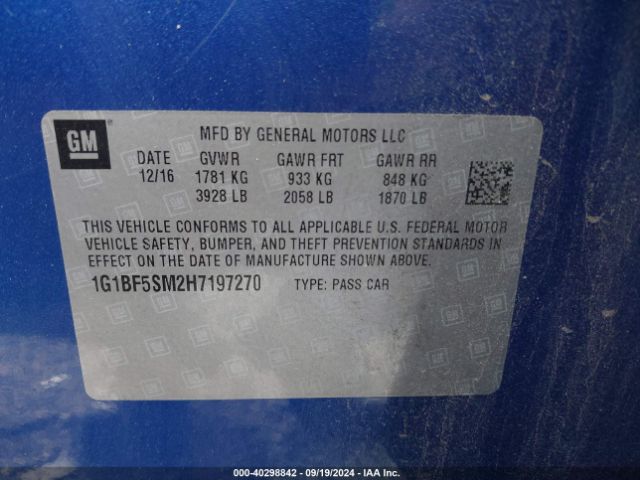 GM
MFD BY GENERAL MOTORS LLC
DATE GVWR GAWR FRT GAWR RR
12/16 1781 KG 933 KG 848 KG
3928 LB 2058 LB 1870 LB
THIS VEHICLE CONFORMS TO ALL APPLICABLE U.S. FEDERAL MOTOR
VEHICLE SAFETY, BUMPER, AND THEFT PREVENTION STANDARDS IN
EFFECT ON THE DATE OF MANUFACTURE SHOWN ABOVE.
1G1BF5SM2H7197270 TYPE: PASS CAR
000-40298842 - 09/19/2024 - IAA Inc.